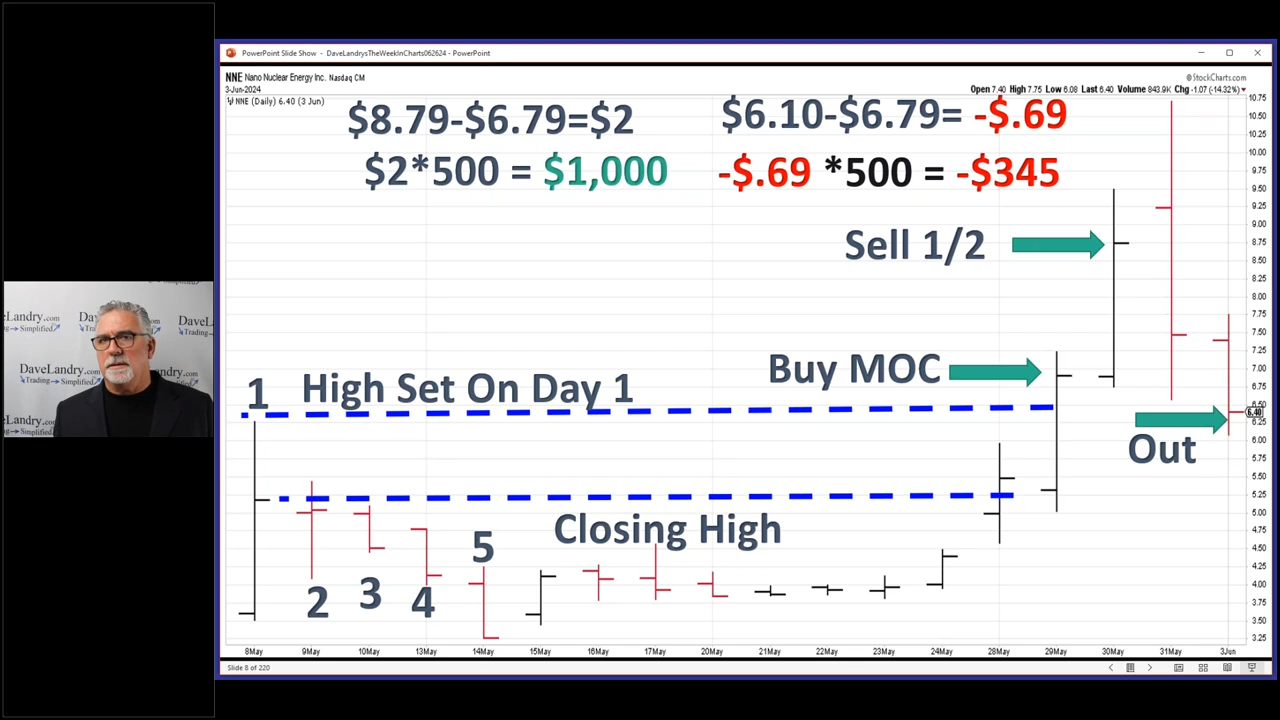 PowerPoint Slide Show - DaveLandrysTheWeekInCharts062624 - PowerPoint
NNE Nano Nuclear Energy Inc. Nasdaq CM
© StockCharts.com
3-Jun-2024
Open 7.40 High 7.75 Low 6.08 Last 6.40 Volume 843.9K Chg -1.07 (-14.32%)
NNE (Daily) 6.40 (3 Jun)
$8.79-$6.79=$2
$2*500 = $1,000
$6.10-$6.79= -$.69
-$.69 *500 = -$345
Sell 1/2
Buy MOC
Out
1
High Set On Day 1
Closing High
2
3
4
5
10.75
10.50
10.25
10.00
9.75
9.50
9.25
9.00
8.75
8.50
8.25
8.00
7.75
7.50
7.25
7.00
6.75
6.50
6.40
6.25
6.00
5.75
5.50
5.25
5.00
4.75
4.50
4.25
4.00
3.75
3.50
3.25
8May 9May 10May 13May 14May 15May 16May 17May 20May 21May 22May 23May 24May 28May 29May 30May 31May 3Jun
Slide 8 of 220
DaveLandry.com
Trading Simplified